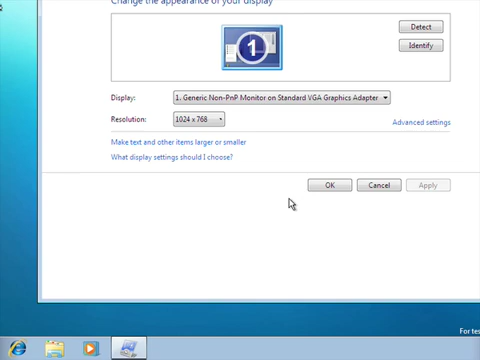 Change the appearance of your display
Detect
1
Identify
Display: 1. Generic Non-PnP Monitor on Standard VGA Graphics Adapter
Resolution: 1024 x 768
Advanced settings
Make text and other items larger or smaller
What display settings should I choose?
OK Cancel Apply
For tes